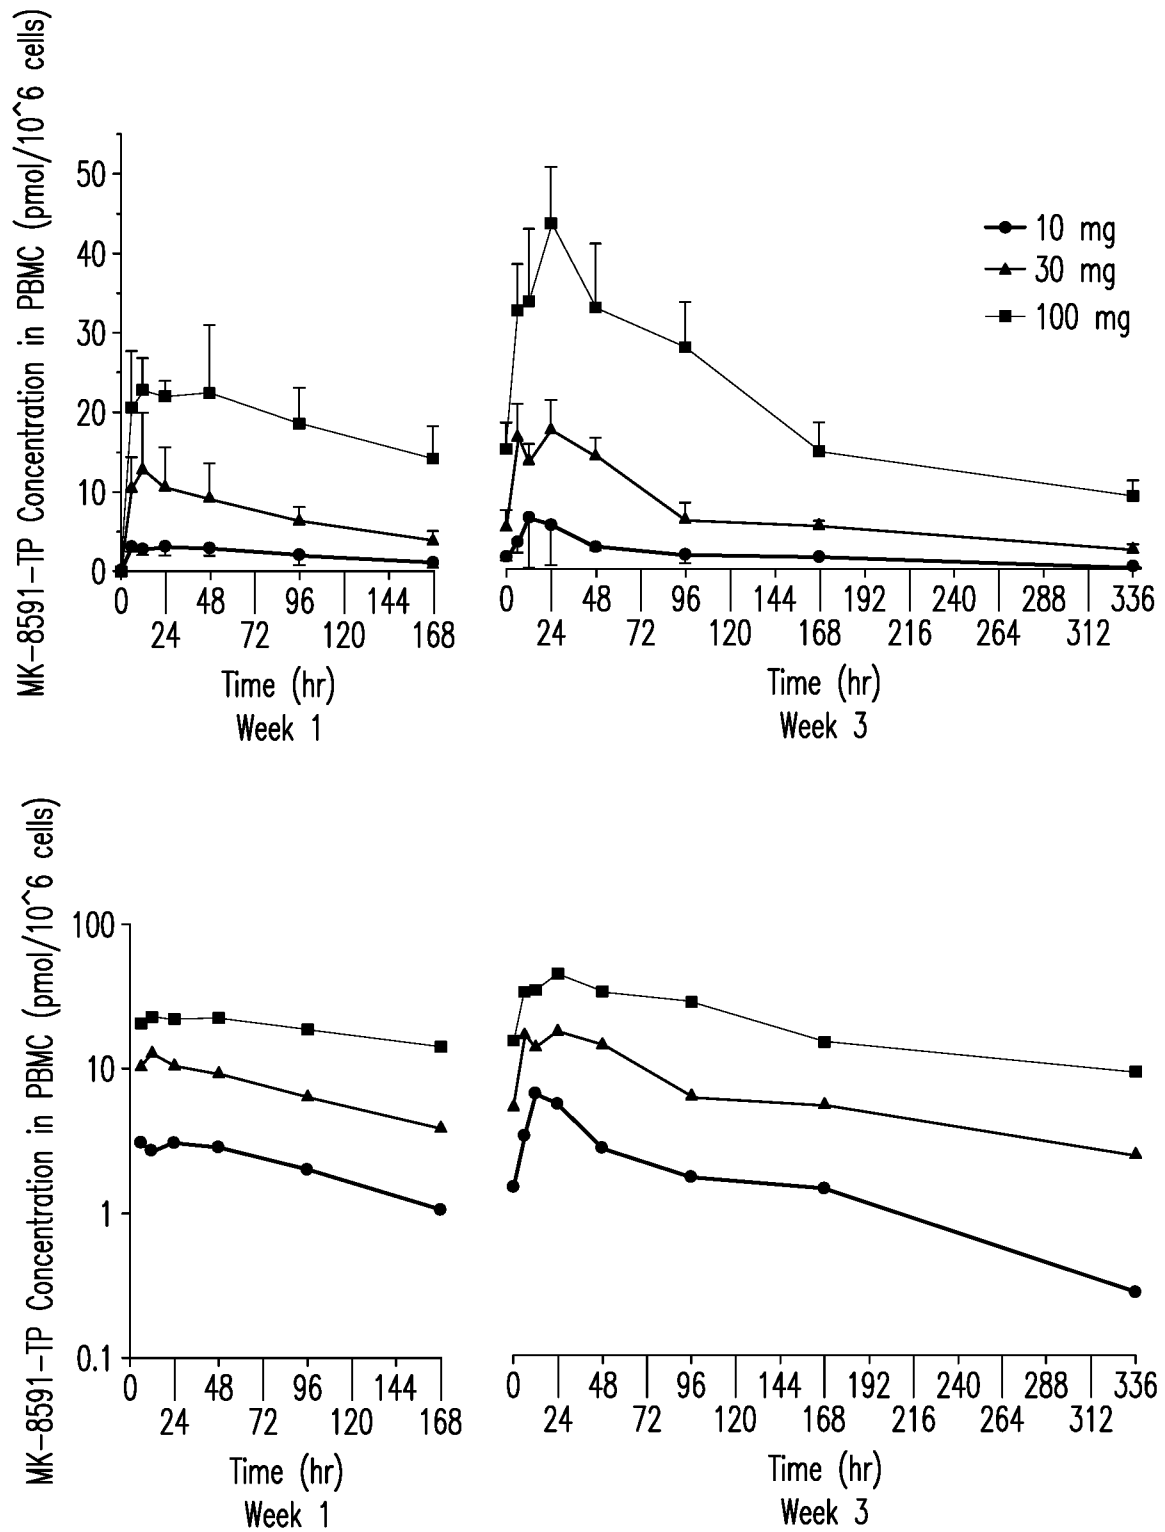 MK-8591-TP Concentration in PBMC (pmol/10^6 cells)
50
40
30
20
10
0
10 mg
30 mg
100 mg
0 48 96 144
24 72 120 168
Time (hr)
Week 1
0 48 96 144 192 240 288 336
24 72 120 168 216 264 312
Time (hr)
Week 3
MK-8591-TP Concentration in PBMC (pmol/10^6 cells)
100
10
1
0.1
0 48 96 144
24 72 120 168
Time (hr)
Week 1
0 48 96 144 192 240 288 336
24 72 120 168 216 264 312
Time (hr)
Week 3